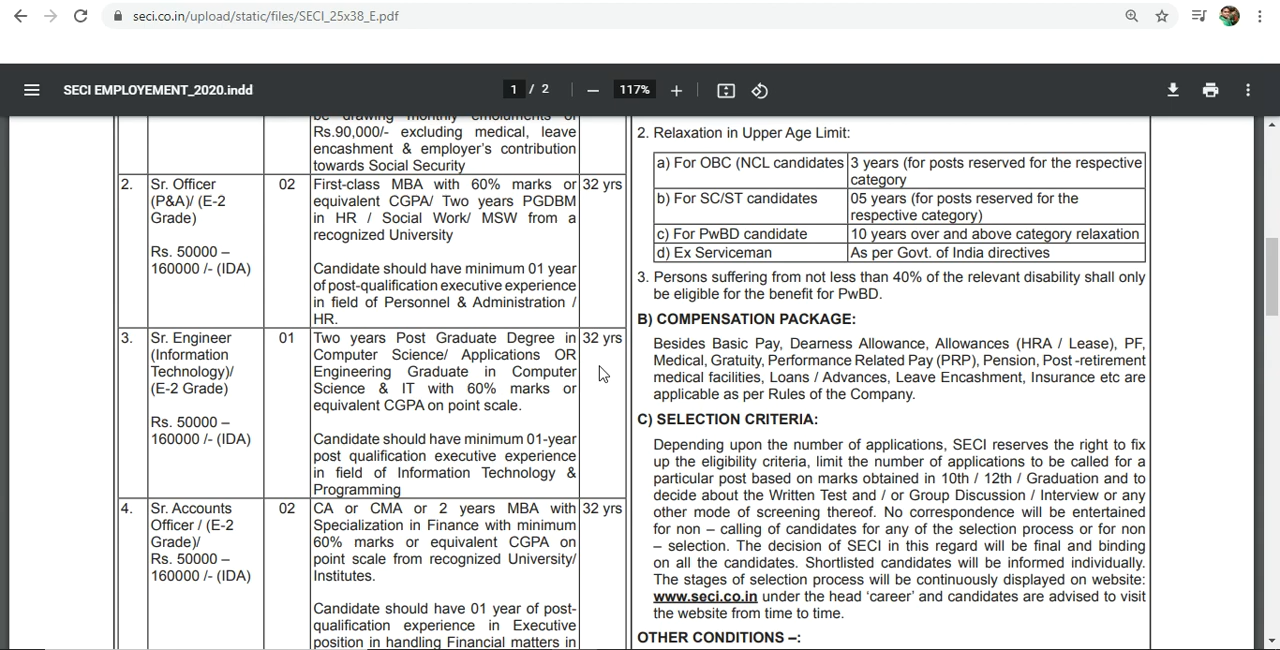 seci.co.in/upload/static/files/SECI_25x38_E.pdf
SECI EMPLOYEMENT_2020.indd
1 / 2
117%
be drawing monthly emoluments of
Rs.90,000/- excluding medical, leave
encashment & employer's contribution
towards Social Security
2. Sr. Officer 02 First-class MBA with 60% marks or 32 yrs
(P&A)/ (E-2 equivalent CGPA/ Two years PGDBM
Grade) in HR / Social Work/ MSW from a
recognized University
Rs. 50000 –
160000 /- (IDA) Candidate should have minimum 01 year
of post-qualification executive experience
in field of Personnel & Administration /
HR.
3. Sr. Engineer 01 Two years Post Graduate Degree in 32 yrs
(Information Computer Science/ Applications OR
Technology)/ Engineering Graduate in Computer
(E-2 Grade) Science & IT with 60% marks or
equivalent CGPA on point scale.
Rs. 50000 –
160000 /- (IDA) Candidate should have minimum 01-year
post qualification executive experience
in field of Information Technology &
Programming
4. Sr. Accounts 02 CA or CMA or 2 years MBA with 32 yrs
Officer / (E-2 Specialization in Finance with minimum
Grade)/ 60% marks or equivalent CGPA on
Rs. 50000 – point scale from recognized University/
160000 /- (IDA) Institutes.
Candidate should have 01 year of post-
qualification experience in Executive
position in handling Financial matters in
2. Relaxation in Upper Age Limit:
a) For OBC (NCL candidates 3 years (for posts reserved for the respective
category
b) For SC/ST candidates 05 years (for posts reserved for the
respective category)
c) For PwBD candidate 10 years over and above category relaxation
d) Ex Serviceman As per Govt. of India directives
3. Persons suffering from not less than 40% of the relevant disability shall only
be eligible for the benefit for PwBD.
B) COMPENSATION PACKAGE:
Besides Basic Pay, Dearness Allowance, Allowances (HRA / Lease), PF,
Medical, Gratuity, Performance Related Pay (PRP), Pension, Post -retirement
medical facilities, Loans / Advances, Leave Encashment, Insurance etc are
applicable as per Rules of the Company.
C) SELECTION CRITERIA:
Depending upon the number of applications, SECI reserves the right to fix
up the eligibility criteria, limit the number of applications to be called for a
particular post based on marks obtained in 10th / 12th / Graduation and to
decide about the Written Test and / or Group Discussion / Interview or any
other mode of screening thereof. No correspondence will be entertained
for non – calling of candidates for any of the selection process or for non
– selection. The decision of SECI in this regard will be final and binding
on all the candidates. Shortlisted candidates will be informed individually.
The stages of selection process will be continuously displayed on website:
www.seci.co.in under the head 'career' and candidates are advised to visit
the website from time to time.
OTHER CONDITIONS –: